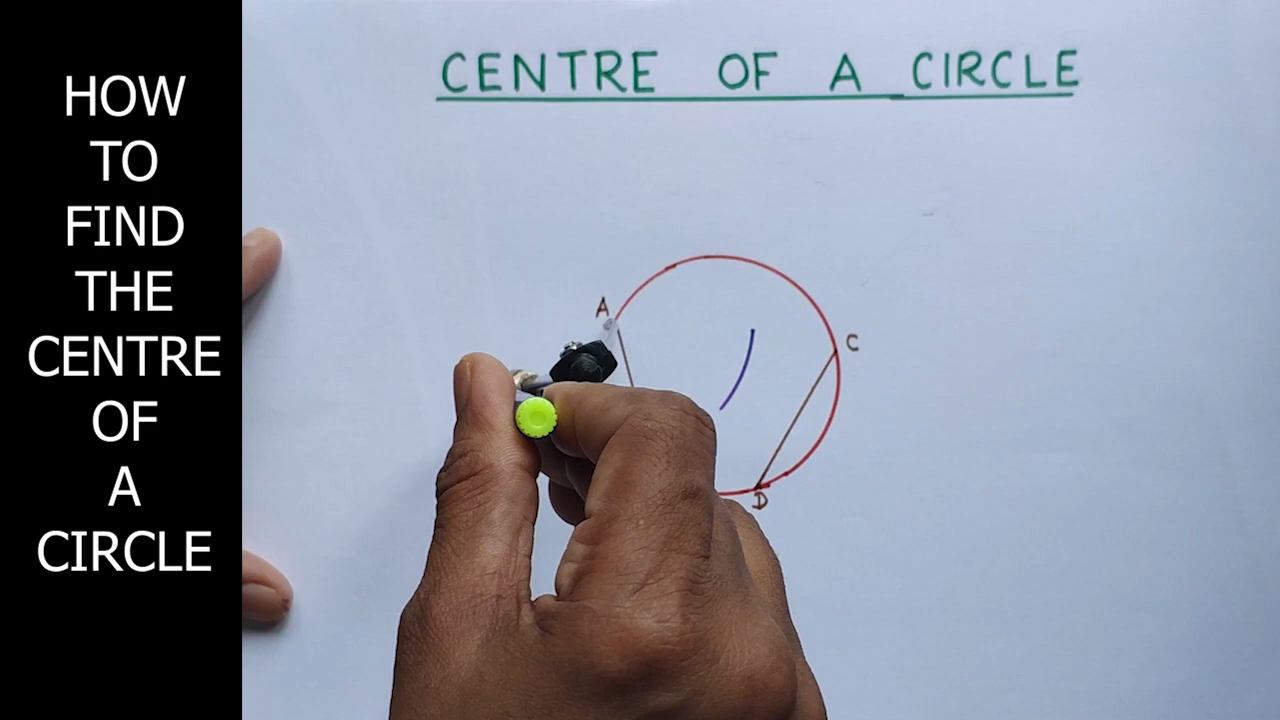 HOW
TO
FIND
THE
CENTRE
OF
A
CIRCLE
CENTRE OF A CIRCLE
A
C
D